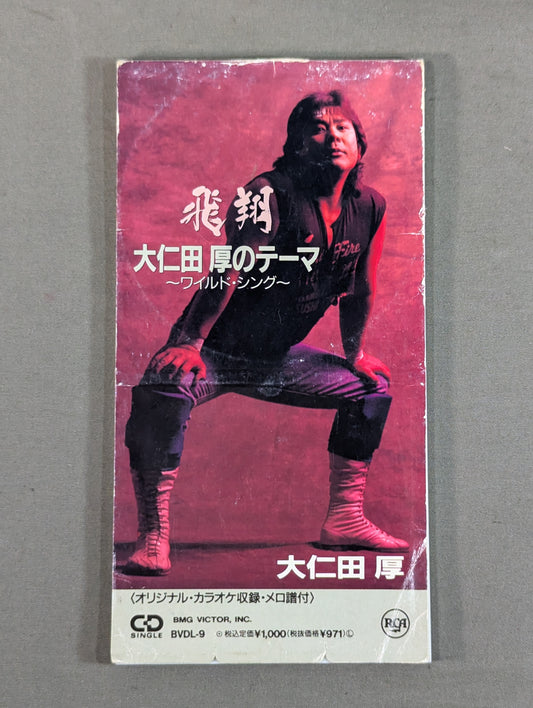 飛翔
大仁田 厚のテーマ
〜ワイルド・シング〜
Fire
大仁田 厚
〈オリジナル・カラオケ収録・メロ譜付〉
CD SINGLE
BMG VICTOR, INC.
BVDL-9 ⊙税込定価¥1,000(税抜価格¥971)Ⓛ
RCA